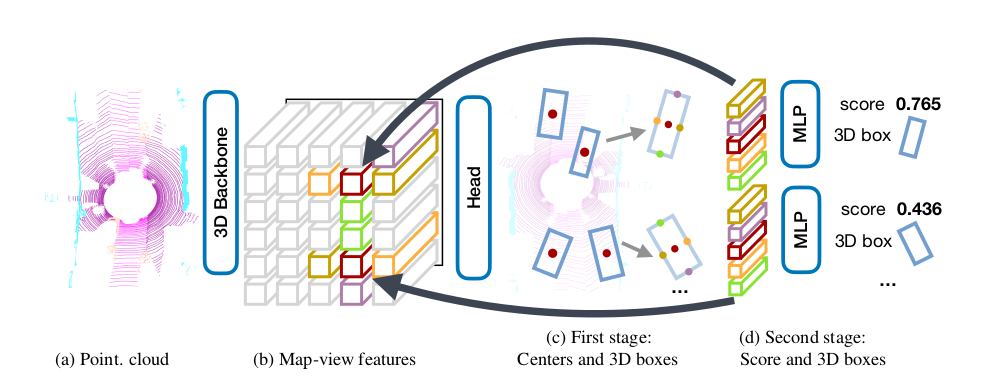 3D Backbone
Head
MLP
score 0.765
3D box
MLP
score 0.436
3D box
...
...
(a) Point. cloud
(b) Map-view features
(c) First stage:
Centers and 3D boxes
(d) Second stage:
Score and 3D boxes